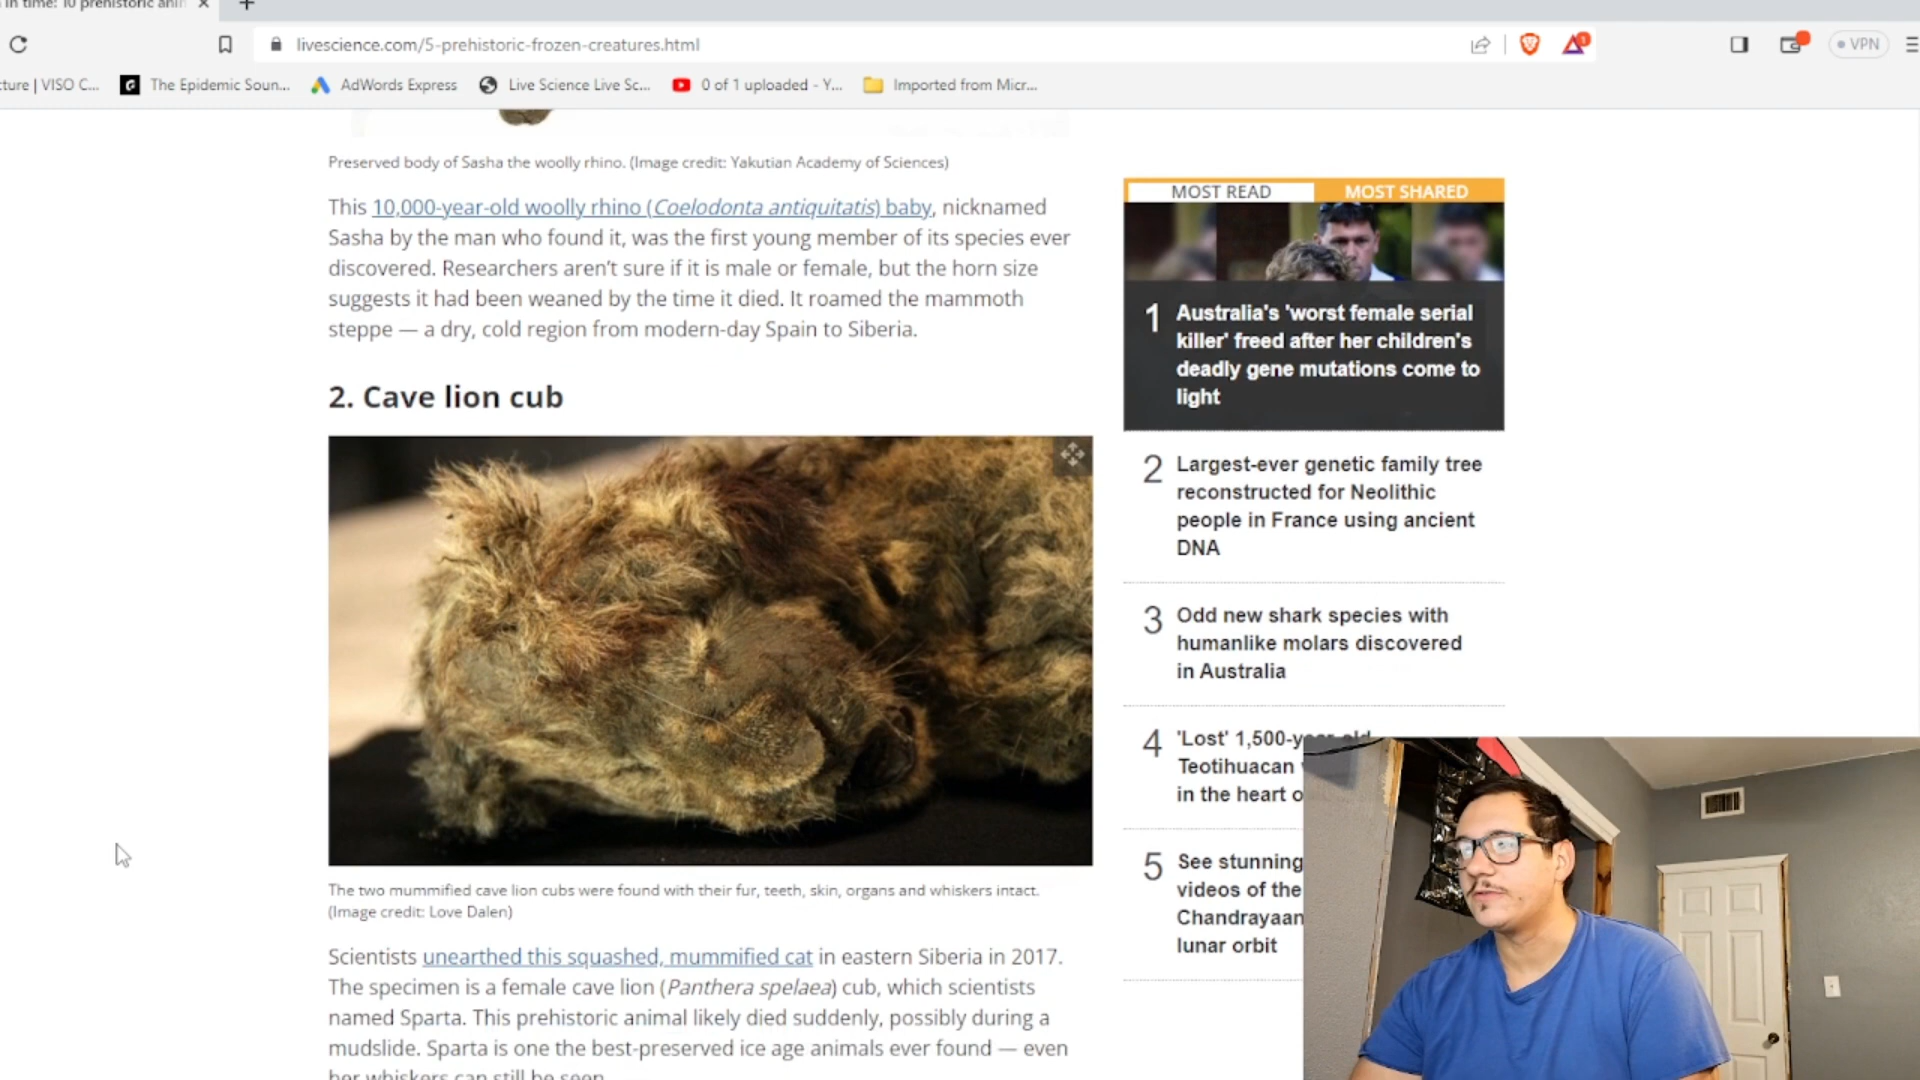 in time: 10 prehistoric ani
livescience.com/5-prehistoric-frozen-creatures.html
1
VPN
cture | VISO C...
The Epidemic Soun...
AdWords Express
Live Science Live Sc...
0 of 1 uploaded - Y...
Imported from Micr...
Preserved body of Sasha the woolly rhino. (Image credit: Yakutian Academy of Sciences)
This 10,000-year-old woolly rhino (Coelodonta antiquitatis) baby, nicknamed
Sasha by the man who found it, was the first young member of its species ever
discovered. Researchers aren't sure if it is male or female, but the horn size
suggests it had been weaned by the time it died. It roamed the mammoth
steppe — a dry, cold region from modern-day Spain to Siberia.
2. Cave lion cub
The two mummified cave lion cubs were found with their fur, teeth, skin, organs and whiskers intact.
(Image credit: Love Dalen)
Scientists unearthed this squashed, mummified cat in eastern Siberia in 2017.
The specimen is a female cave lion (Panthera spelaea) cub, which scientists
named Sparta. This prehistoric animal likely died suddenly, possibly during a
mudslide. Sparta is one the best-preserved ice age animals ever found — even
her whiskers can still be seen.
MOST READ
MOST SHARED
1 Australia's 'worst female serial
killer' freed after her children's
deadly gene mutations come to
light
2 Largest-ever genetic family tree
reconstructed for Neolithic
people in France using ancient
DNA
3 Odd new shark species with
humanlike molars discovered
in Australia
4 'Lost' 1,500-year-old
Teotihuacan
in the heart o
5 See stunning
videos of the
Chandrayaan
lunar orbit